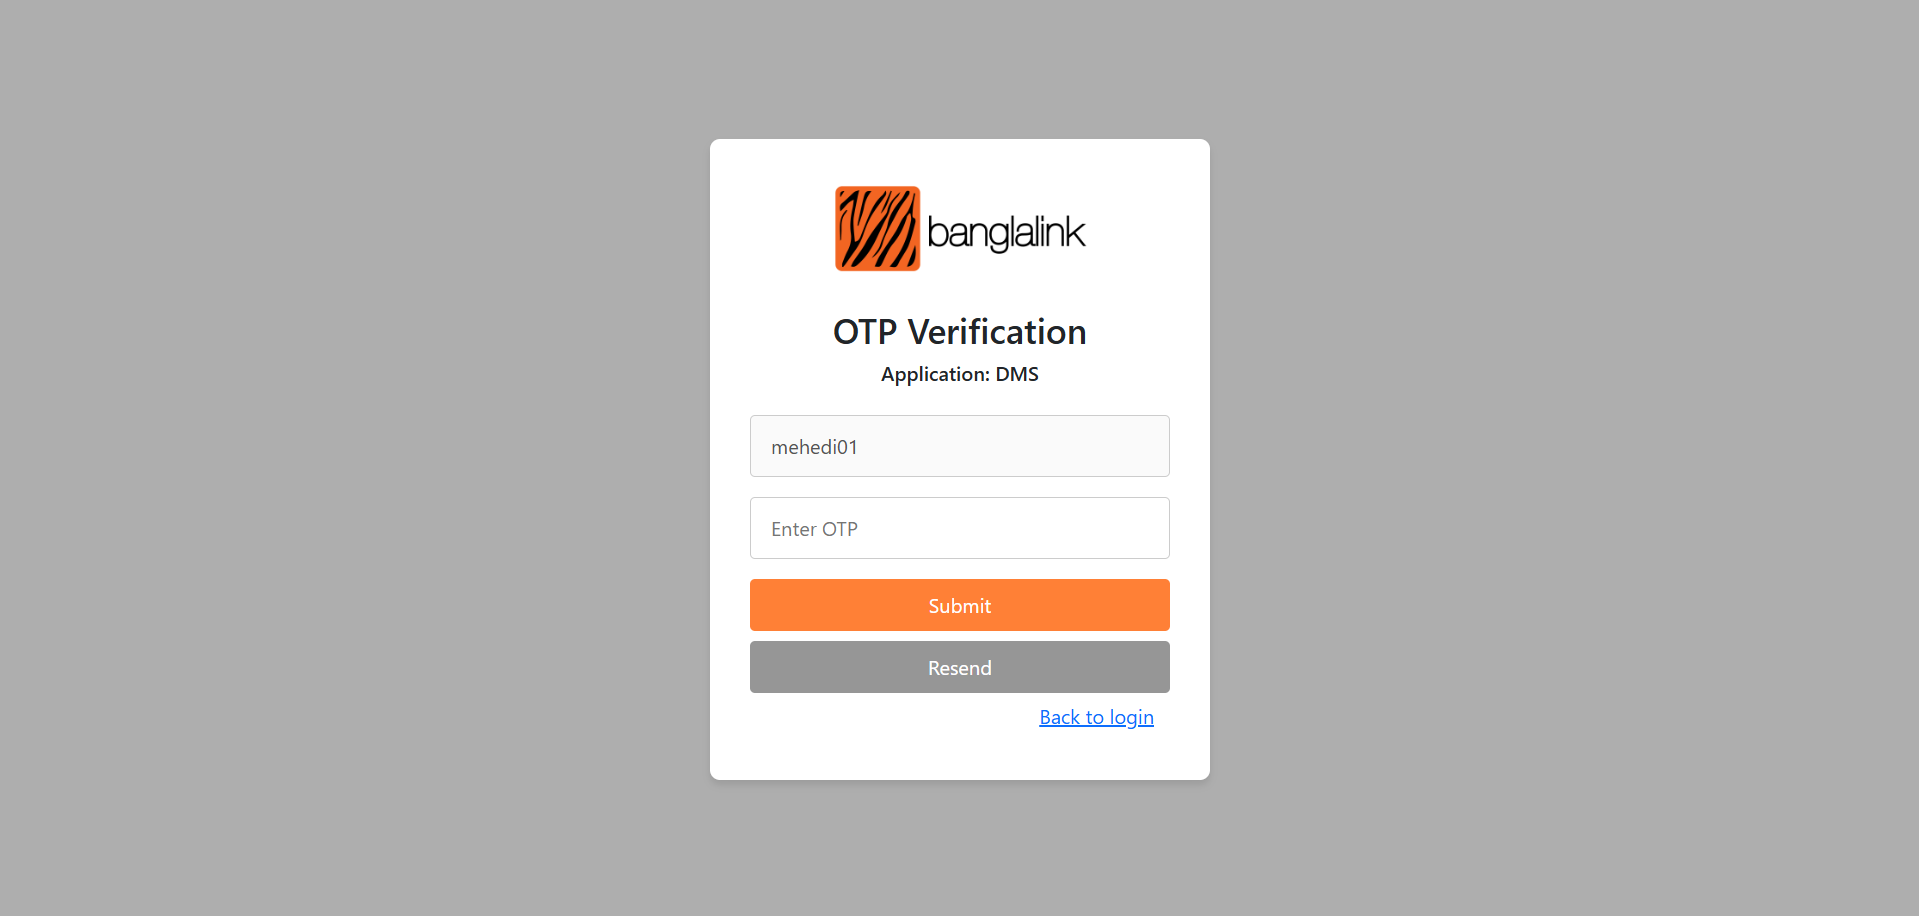 banglalink
OTP Verification
Application: DMS
mehedi01
Enter OTP
Submit
Resend
Back to login